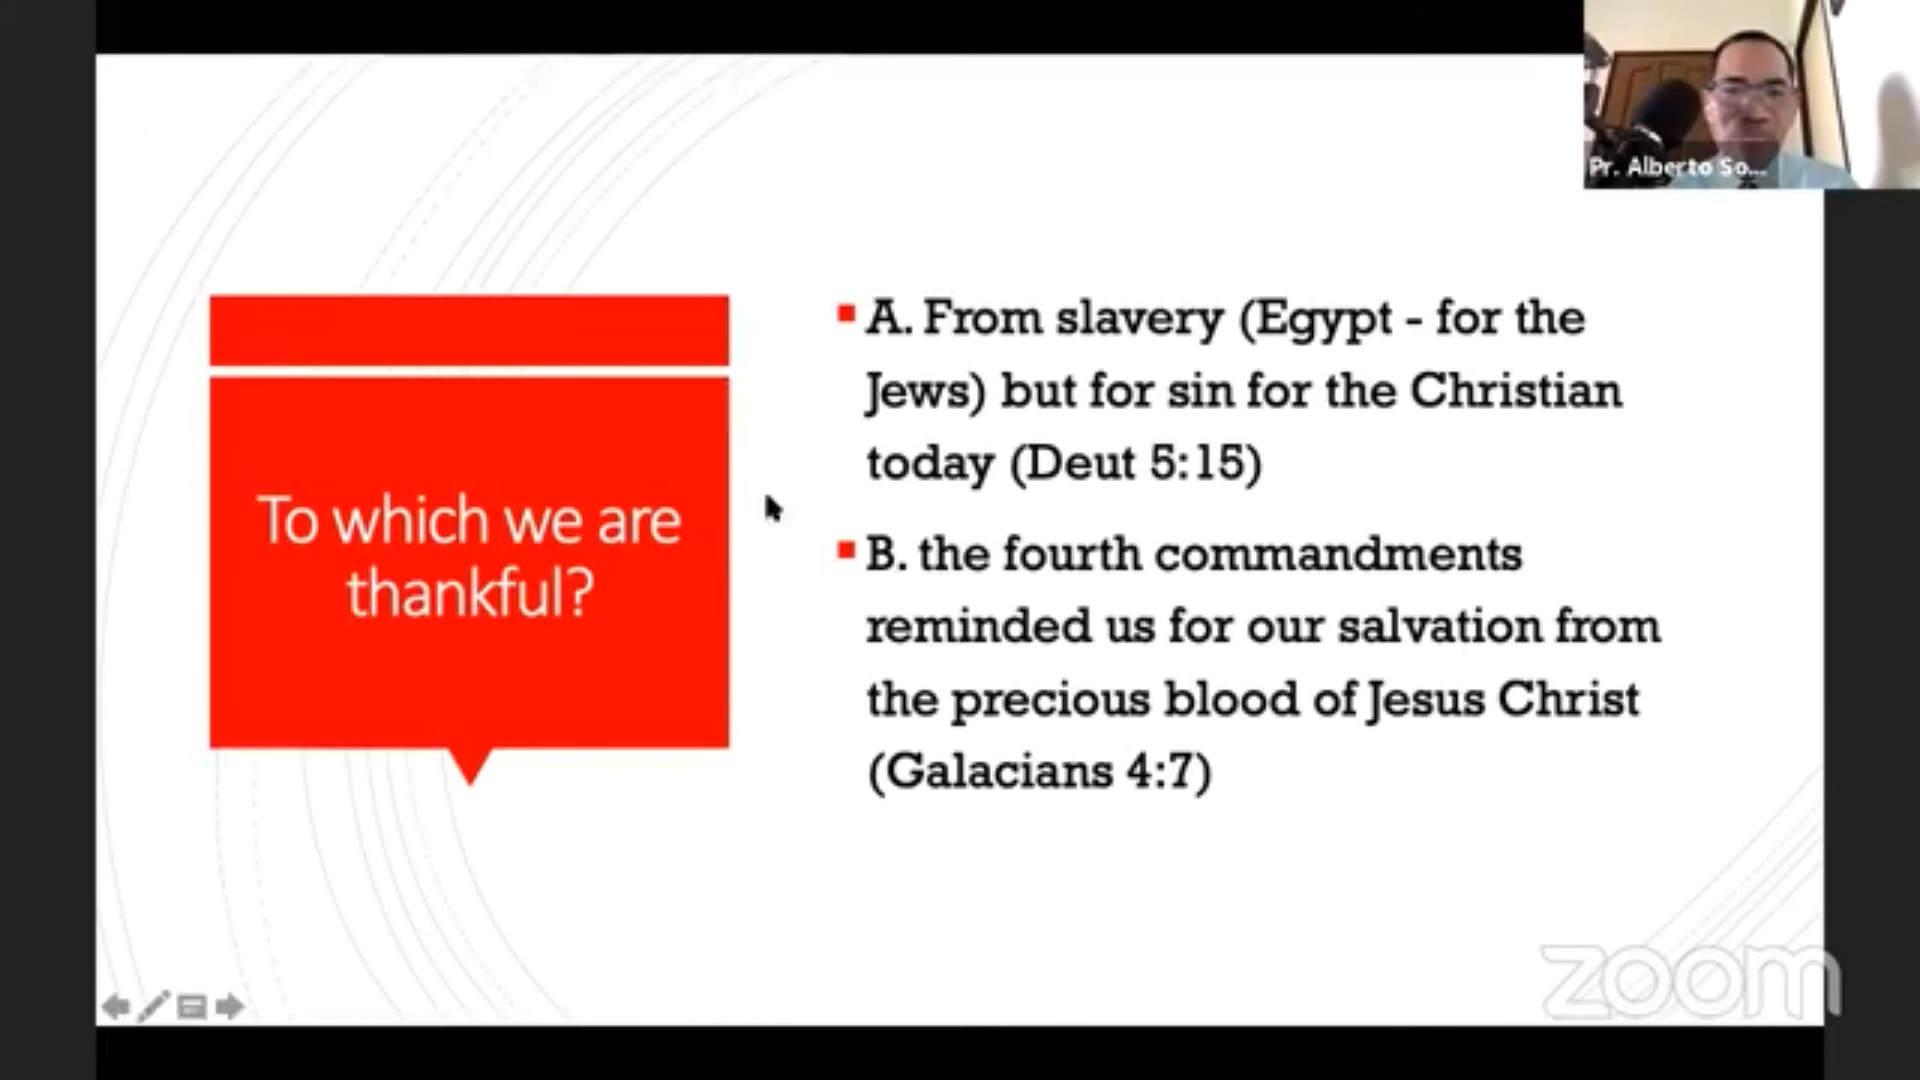 Pr. Alberto So...
To which we are
thankful?
A. From slavery (Egypt - for the
Jews) but for sin for the Christian
today (Deut 5:15)
B. the fourth commandments
reminded us for our salvation from
the precious blood of Jesus Christ
(Galacians 4:7)
zoom